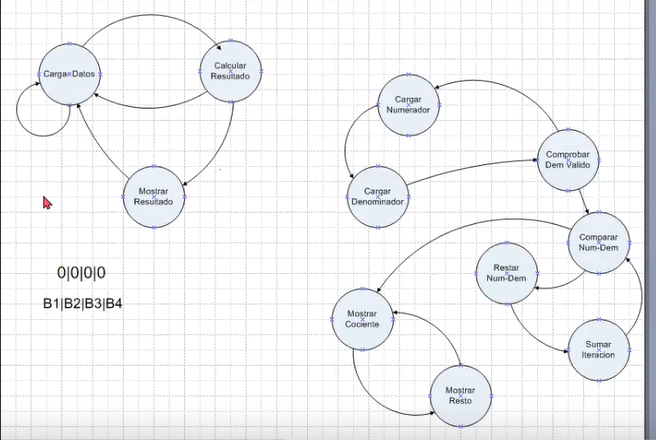 Carga Datos
Calcular
Resultado
Mostrar
Resultado
0|0|0|0
B1|B2|B3|B4
Cargar
Numerador
Cargar
Denominador
Comprobar
Dem Valido
Comparar
Num-Dem
Restar
Num-Dem
Sumar
Iteracion
Mostrar
Cociente
Mostrar
Resto